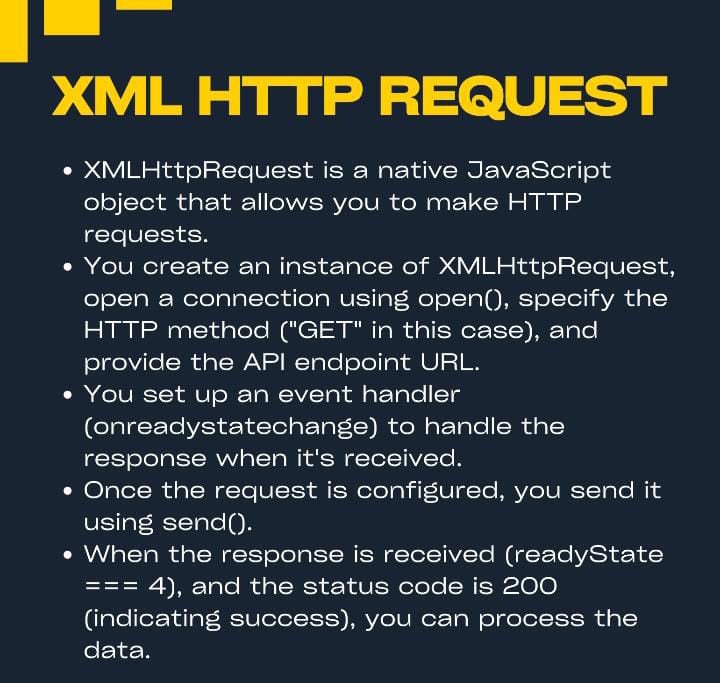 XML HTTP REQUEST
• XMLHttpRequest is a native JavaScript
object that allows you to make HTTP
requests.
• You create an instance of XMLHttpRequest,
open a connection using open(), specify the
HTTP method ("GET" in this case), and
provide the API endpoint URL.
• You set up an event handler
(onreadystatechange) to handle the
response when it's received.
• Once the request is configured, you send it
using send().
• When the response is received (readyState
=== 4), and the status code is 200
(indicating success), you can process the
data.